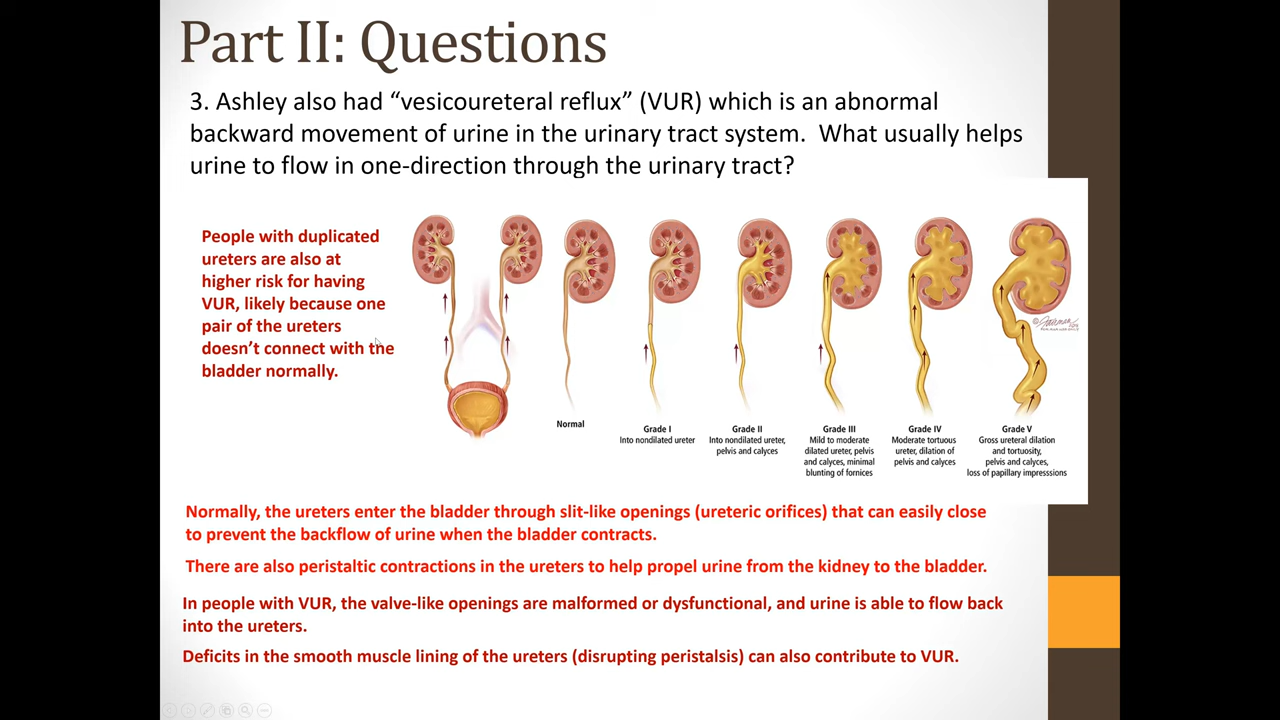 Part II: Questions
3. Ashley also had “vesicoureteral reflux” (VUR) which is an abnormal
backward movement of urine in the urinary tract system.  What usually helps
urine to flow in one-direction through the urinary tract?
People with duplicated
ureters are also at
higher risk for having
VUR, likely because one
pair of the ureters
doesn’t connect with the
bladder normally.
Normal
Grade I
Into nondilated ureter
Grade II
Into nondilated ureter,
pelvis and calyces
Grade III
Mild to moderate
dilated ureter, pelvis
and calyces, minimal
blunting of fornices
Grade IV
Moderate tortuous
ureter, dilation of
pelvis and calyces
Grade V
Gross ureteral dilation
and tortuosity,
pelvis and calyces,
loss of papillary impresssions
Normally, the ureters enter the bladder through slit-like openings (ureteric orifices) that can easily close
to prevent the backflow of urine when the bladder contracts.
There are also peristaltic contractions in the ureters to help propel urine from the kidney to the bladder.
In people with VUR, the valve-like openings are malformed or dysfunctional, and urine is able to flow back
into the ureters.
Deficits in the smooth muscle lining of the ureters (disrupting peristalsis) can also contribute to VUR.